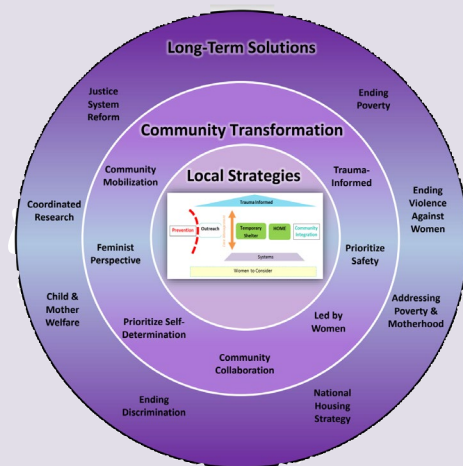 Long-Term Solutions
Justice
System
Reform
Ending
Poverty
Community Transformation
Community
Mobilization
Trauma-
Informed
Local Strategies
Coordinated
Research
Ending
Violence
Against
Women
Feminist
Perspective
Prioritize
Safety
Trauma Informed
Prevention
Outreach
Temporary
Shelter
HOME
Community
Integration
Systems
Women to Consider
Child &
Mother
Welfare
Addressing
Poverty &
Motherhood
Prioritize Self-
Determination
Led by
Women
Community
Collaboration
Ending
Discrimination
National
Housing
Strategy